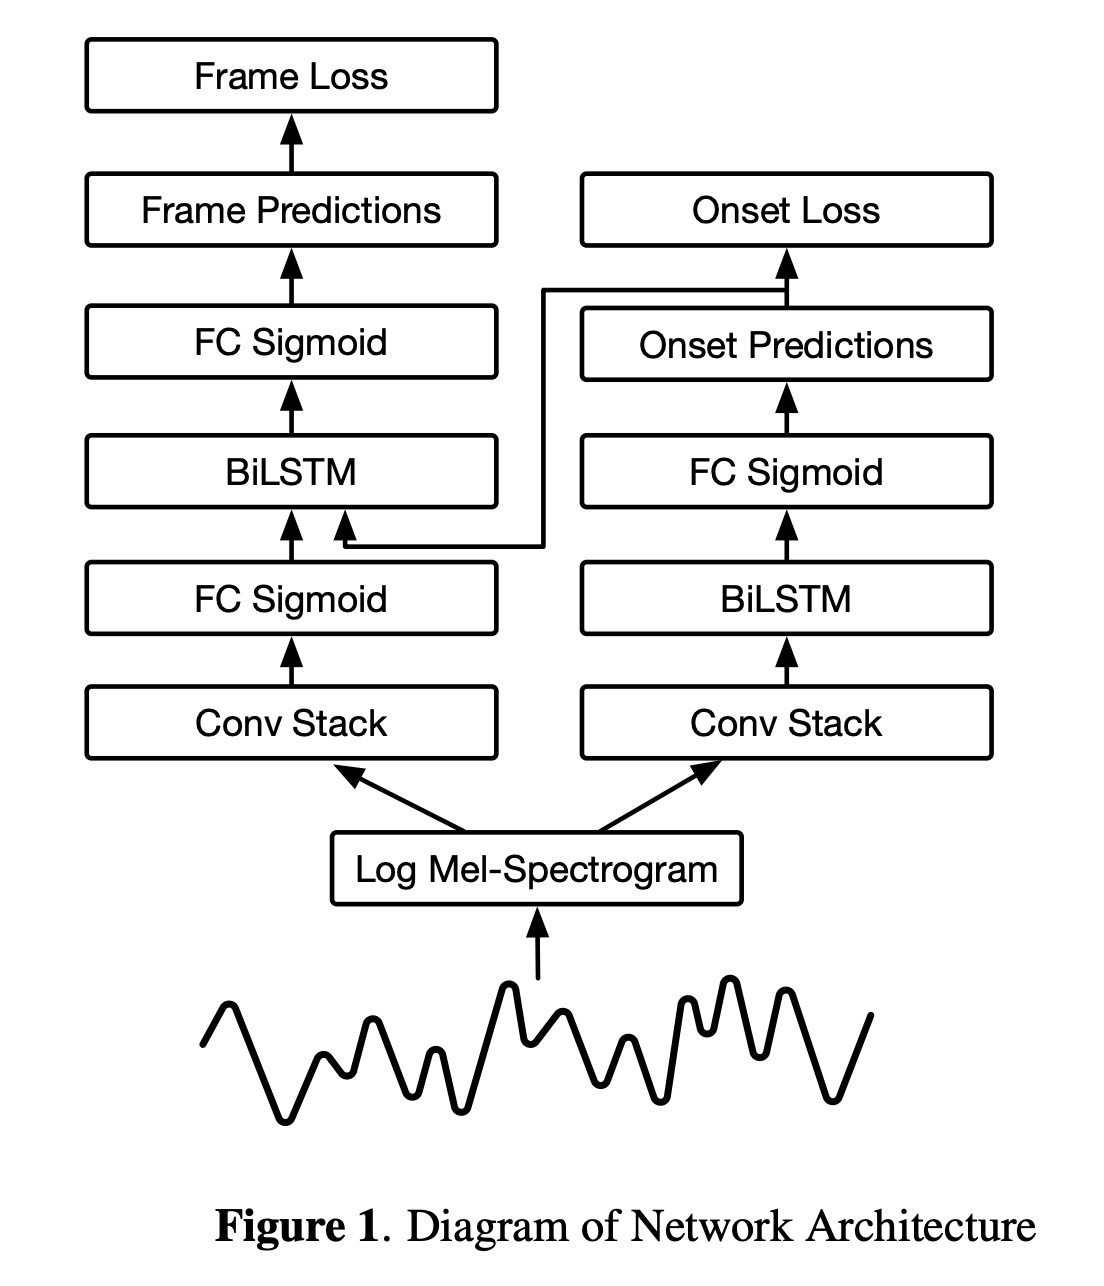 Frame Loss
Frame Predictions
Onset Loss
FC Sigmoid
Onset Predictions
BiLSTM
FC Sigmoid
FC Sigmoid
BiLSTM
Conv Stack
Conv Stack
Log Mel-Spectrogram
Figure 1. Diagram of Network Architecture